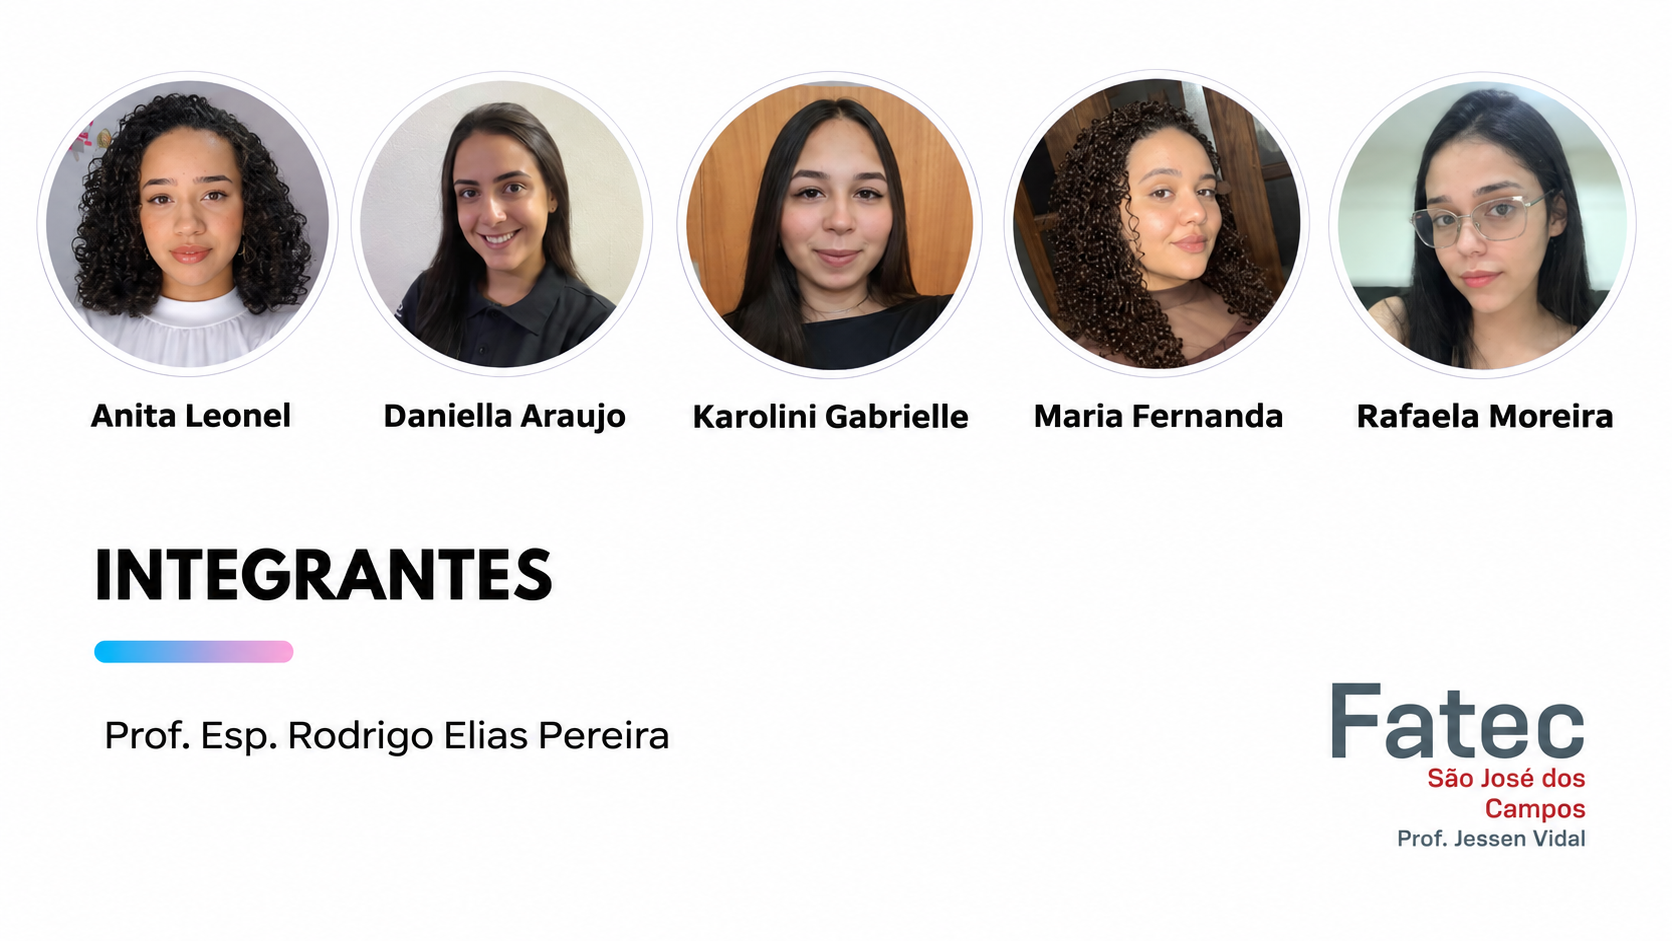 Anita Leonel
Daniella Araujo
Karolini Gabrielle
Maria Fernanda
Rafaela Moreira
INTEGRANTES
Prof. Esp. Rodrigo Elias Pereira
Fatec
São José dos
Campos
Prof. Jessen Vidal